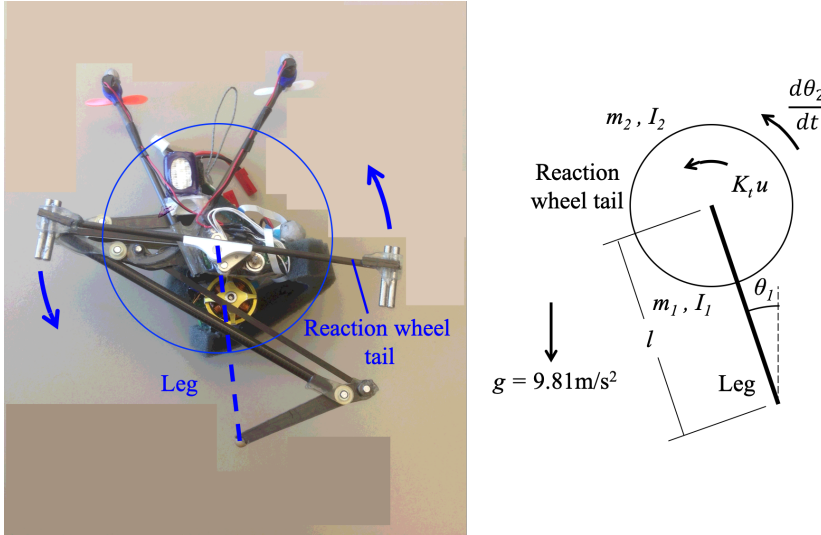 Reaction wheel
tail
Leg
dθ₂
dt
m₂ , I₂
Reaction
wheel tail
Kₜu
θ₁
m₁ , I₁
l
Leg
g = 9.81m/s²